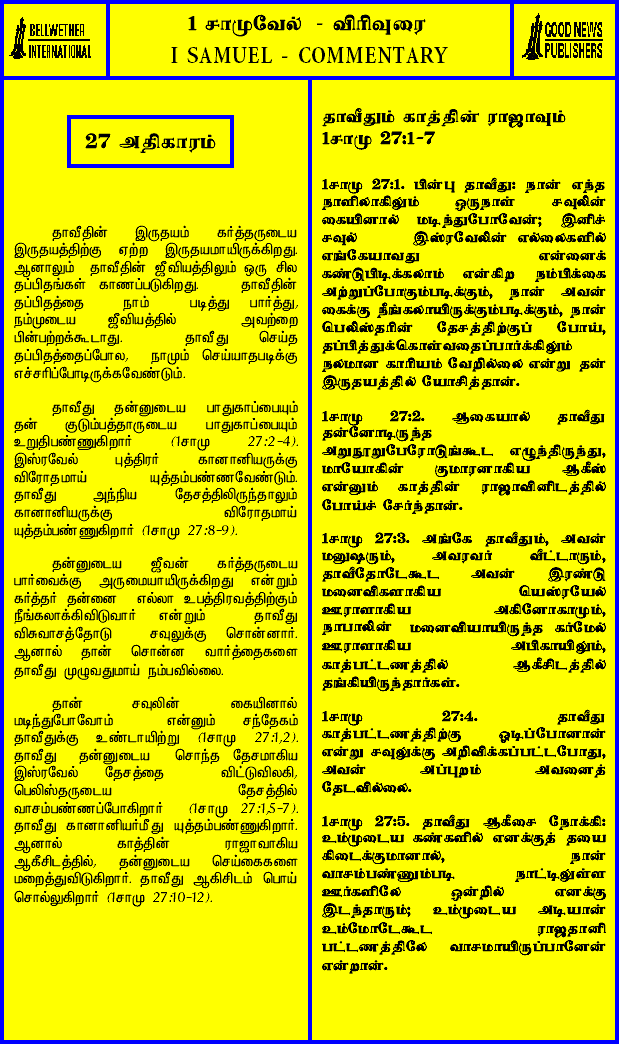 BELLWETHER
INTERNATIONAL
1 சாமுவேல் - விரிவுரை
I SAMUEL - COMMENTARY
GOOD NEWS
PUBLISHERS
27 அதிகாரம்
தாவீதின் இருதயம் கர்த்தருடைய
இருதயத்திற்கு ஏற்ற இருதயமாயிருக்கிறது.
ஆனாலும் தாவீதின் ஜீவியத்திலும் ஒரு சில
தப்பிதங்கள் காணப்படுகிறது. தாவீதின்
தப்பிதத்தை நாம் படித்து பார்த்து,
நம்முடைய ஜீவியத்தில் அவற்றை
பின்பற்றக்கூடாது. தாவீது செய்த
தப்பிதத்தைப்போல, நாமும் செய்யாதபடிக்கு
எச்சரிப்போடிருக்கவேண்டும்.
தாவீது தன்னுடைய பாதுகாப்பையும்
தன் குடும்பத்தாருடைய பாதுகாப்பையும்
உறுதிபண்ணுகிறார் (1சாமு 27:2-4).
இஸ்ரவேல் புத்திரர் கானானியருக்கு
விரோதமாய் யுத்தம்பண்ணவேண்டும்.
தாவீது அந்நிய தேசத்திலிருந்தாலும்
கானானியருக்கு விரோதமாய்
யுத்தம்பண்ணுகிறார் (1சாமு 27:8-9).
தன்னுடைய ஜீவன் கர்த்தருடைய
பார்வைக்கு அருமையாயிருக்கிறது என்றும்
கர்த்தர் தன்னை எல்லா உபத்திரவத்திற்கும்
நீங்கலாக்கிவிடுவார் என்றும் தாவீது
விசுவாசத்தோடு சவுலுக்கு சொன்னார்.
ஆனால் தான் சொன்ன வார்த்தைகளை
தாவீது முழுவதுமாய் நம்பவில்லை.
தான் சவுலின் கையினால்
மடிந்துபோவோம் என்னும் சந்தேகம்
தாவீதுக்கு உண்டாயிற்று (1சாமு 27:1,2).
தாவீது தன்னுடைய சொந்த தேசமாகிய
இஸ்ரவேல் தேசத்தை விட்டுவிலகி,
பெலிஸ்தருடைய தேசத்தில்
வாசம்பண்ணப்போகிறார் (1சாமு 27:1,5-7).
தாவீது கானானியர்மீது யுத்தம்பண்ணுகிறார்.
ஆனால் காத்தின் ராஜாவாகிய
ஆகீசிடத்தில், தன்னுடைய செய்கைகளை
மறைத்துவிடுகிறார். தாவீது ஆகிசிடம் பொய்
சொல்லுகிறார் (1சாமு 27:10-12).
தாவீதும் காத்தின் ராஜாவும்
1சாமு 27:1-7
1சாமு 27:1. பின்பு தாவீது: நான் எந்த
நாளிலாகிலும் ஒருநாள் சவுலின்
கையினால் மடிந்துபோவேன்; இனிச்
சவுல் இஸ்ரவேலின் எல்லைகளில்
எங்கேயாவது என்னைக்
கண்டுபிடிக்கலாம் என்கிற நம்பிக்கை
அற்றுப்போகும்படிக்கும், நான் அவன்
கைக்கு நீங்கலாயிருக்கும்படிக்கும், நான்
பெலிஸ்தரின் தேசத்திற்குப் போய்,
தப்பித்துக்கொள்வதைப்பார்க்கிலும்
நலமான காரியம் வேறில்லை என்று தன்
இருதயத்தில் யோசித்தான்.
1சாமு 27:2. ஆகையால் தாவீது
தன்னோடிருந்த
அறுநூறுபேரோடுங்கூட எழுந்திருந்து,
மாயோகின் குமாரனாகிய ஆகீஸ்
என்னும் காத்தின் ராஜாவினிடத்தில்
போய்ச் சேர்ந்தான்.
1சாமு 27:3. அங்கே தாவீதும், அவன்
மனுஷரும், அவரவர் வீட்டாரும்,
தாவீதோடேகூட அவன் இரண்டு
மனைவிகளாகிய யெஸ்ரயேல்
ஊராளாகிய அகினோகாமும்,
நாபாலின் மனைவியாயிருந்த கர்மேல்
ஊராளாகிய அபிகாயிலும்,
காத்பட்டணத்தில் ஆகீசிடத்தில்
தங்கியிருந்தார்கள்.
1சாமு 27:4. தாவீது
காத்பட்டணத்திற்கு ஓடிப்போனான்
என்று சவுலுக்கு அறிவிக்கப்பட்டபோது,
அவன் அப்புறம் அவனைத்
தேடவில்லை.
1சாமு 27:5. தாவீது ஆகீசை நோக்கி:
உம்முடைய கண்களில் எனக்குத் தயை
கிடைக்குமானால், நான்
வாசம்பண்ணும்படி நாட்டிலுள்ள
ஊர்களிலே ஒன்றில் எனக்கு
இடந்தாரும்; உம்முடைய அடியான்
உம்மோடேகூட ராஜதானி
பட்டணத்திலே வாசமாயிருப்பானேன்
என்றான்.